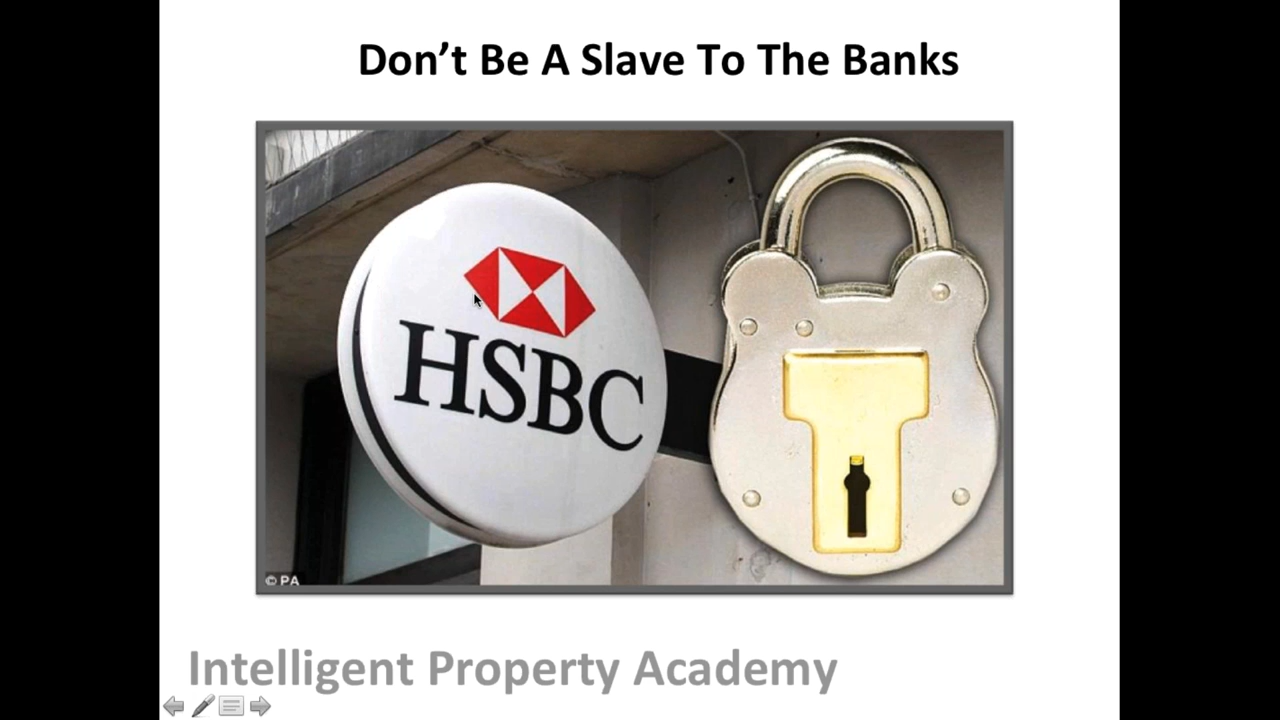 Don’t Be A Slave To The Banks
HSBC
© PA
Intelligent Property Academy